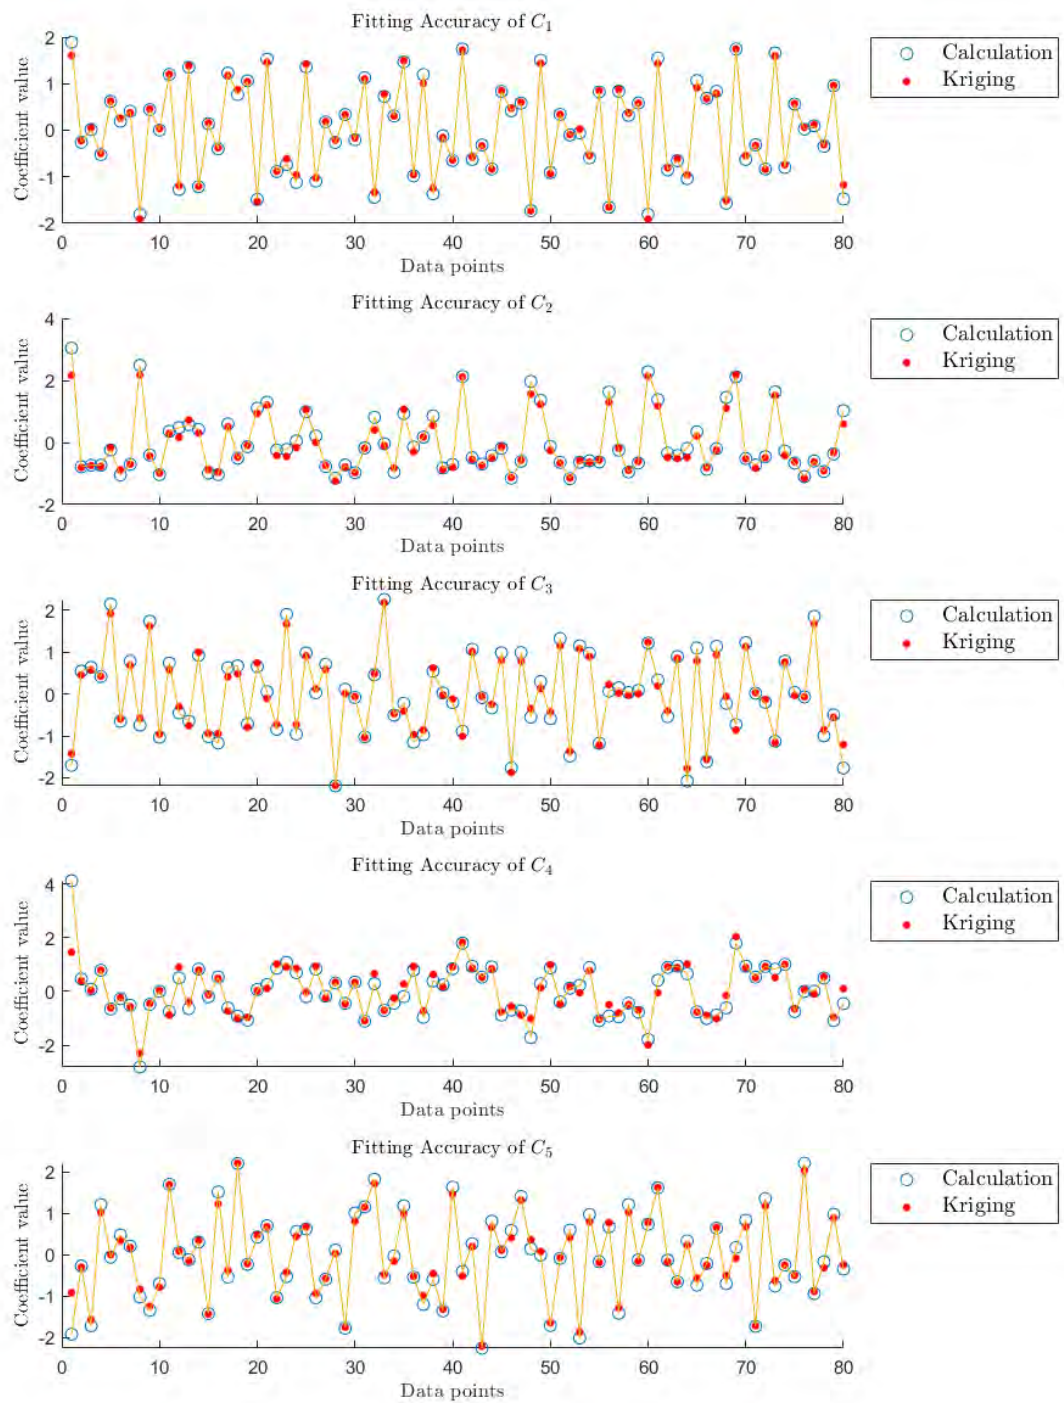 Fitting Accuracy of C1
Coefficient value
2
1
0
-1
-2
0 10 20 30 40 50 60 70 80
Data points
Calculation
Kriging
Fitting Accuracy of C2
Coefficient value
4
2
0
-2
0 10 20 30 40 50 60 70 80
Data points
Calculation
Kriging
Fitting Accuracy of C3
Coefficient value
2
1
0
-1
-2
0 10 20 30 40 50 60 70 80
Data points
Calculation
Kriging
Fitting Accuracy of C4
Coefficient value
4
2
0
-2
0 10 20 30 40 50 60 70 80
Data points
Calculation
Kriging
Fitting Accuracy of C5
Coefficient value
2
1
0
-1
-2
0 10 20 30 40 50 60 70 80
Data points
Calculation
Kriging